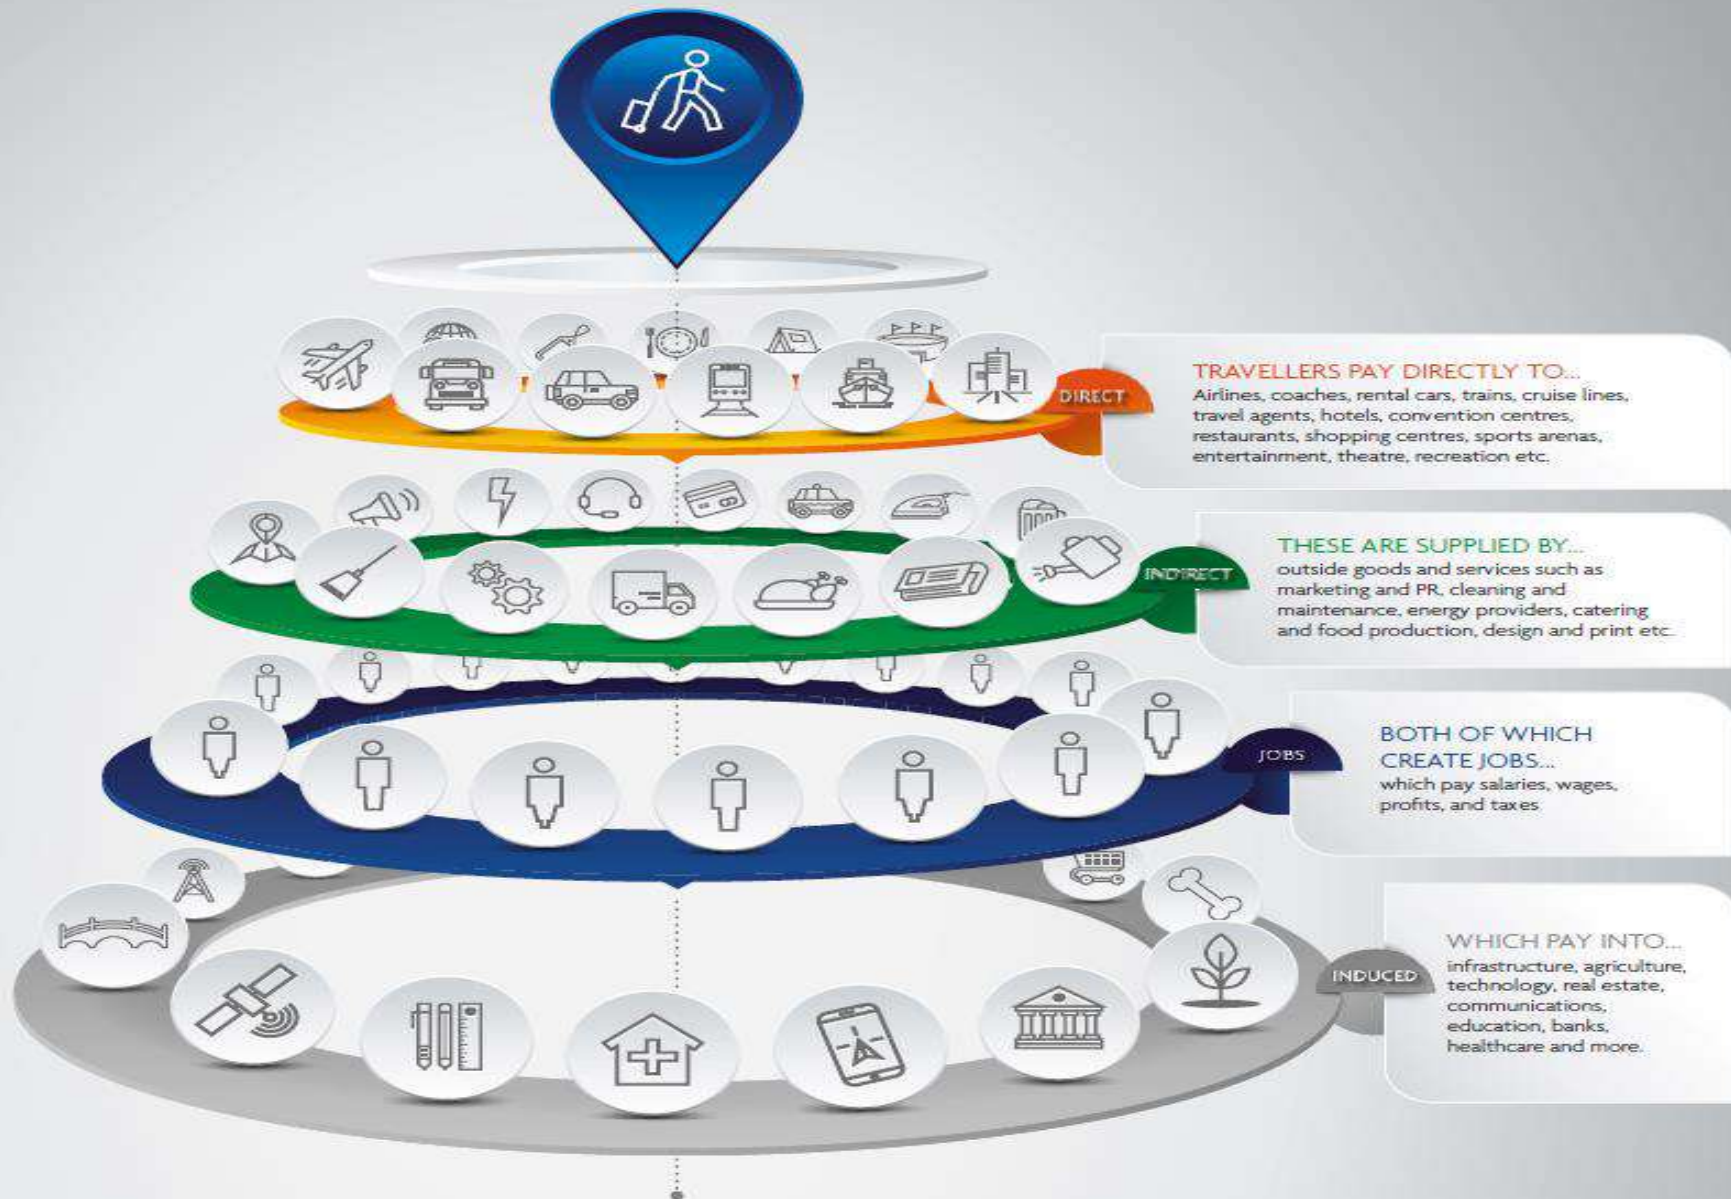 DIRECT
TRAVELLERS PAY DIRECTLY TO...
Airlines, coaches, rental cars, trains, cruise lines,
travel agents, hotels, convention centres,
restaurants, shopping centres, sports arenas,
entertainment, theatre, recreation etc.
INDIRECT
THESE ARE SUPPLIED BY...
outside goods and services such as
marketing and PR, cleaning and
maintenance, energy providers, catering
and food production, design and print etc.
JOBS
BOTH OF WHICH
CREATE JOBS...
which pay salaries, wages,
profits, and taxes
INDUCED
WHICH PAY INTO...
infrastructure, agriculture,
technology, real estate,
communications,
education, banks,
healthcare and more.